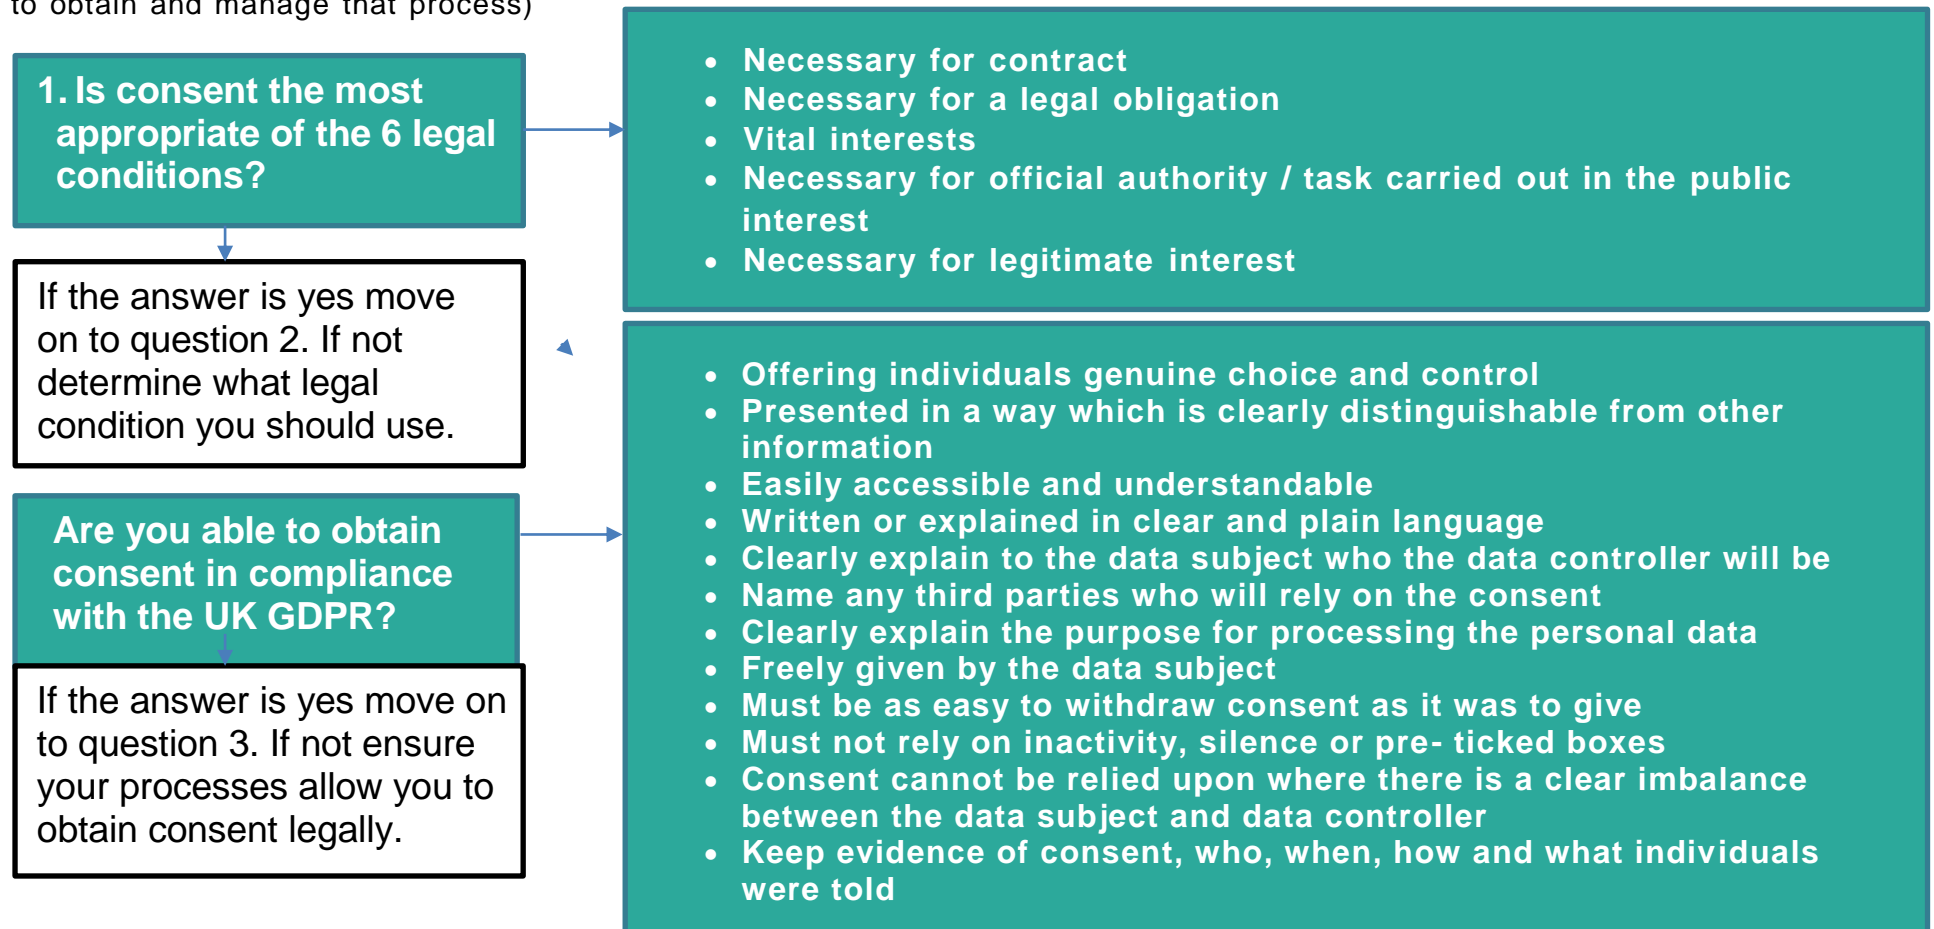 to obtain and manage that process)
1. Is consent the most
appropriate of the 6 legal
conditions?
• Necessary for contract
• Necessary for a legal obligation
• Vital interests
• Necessary for official authority / task carried out in the public
interest
• Necessary for legitimate interest
If the answer is yes move
on to question 2. If not
determine what legal
condition you should use.
Are you able to obtain
consent in compliance
with the UK GDPR?
• Offering individuals genuine choice and control
• Presented in a way which is clearly distinguishable from other
information
• Easily accessible and understandable
• Written or explained in clear and plain language
• Clearly explain to the data subject who the data controller will be
• Name any third parties who will rely on the consent
• Clearly explain the purpose for processing the personal data
• Freely given by the data subject
• Must be as easy to withdraw consent as it was to give
• Must not rely on inactivity, silence or pre- ticked boxes
• Consent cannot be relied upon where there is a clear imbalance
between the data subject and data controller
• Keep evidence of consent, who, when, how and what individuals
were told
If the answer is yes move on
to question 3. If not ensure
your processes allow you to
obtain consent legally.